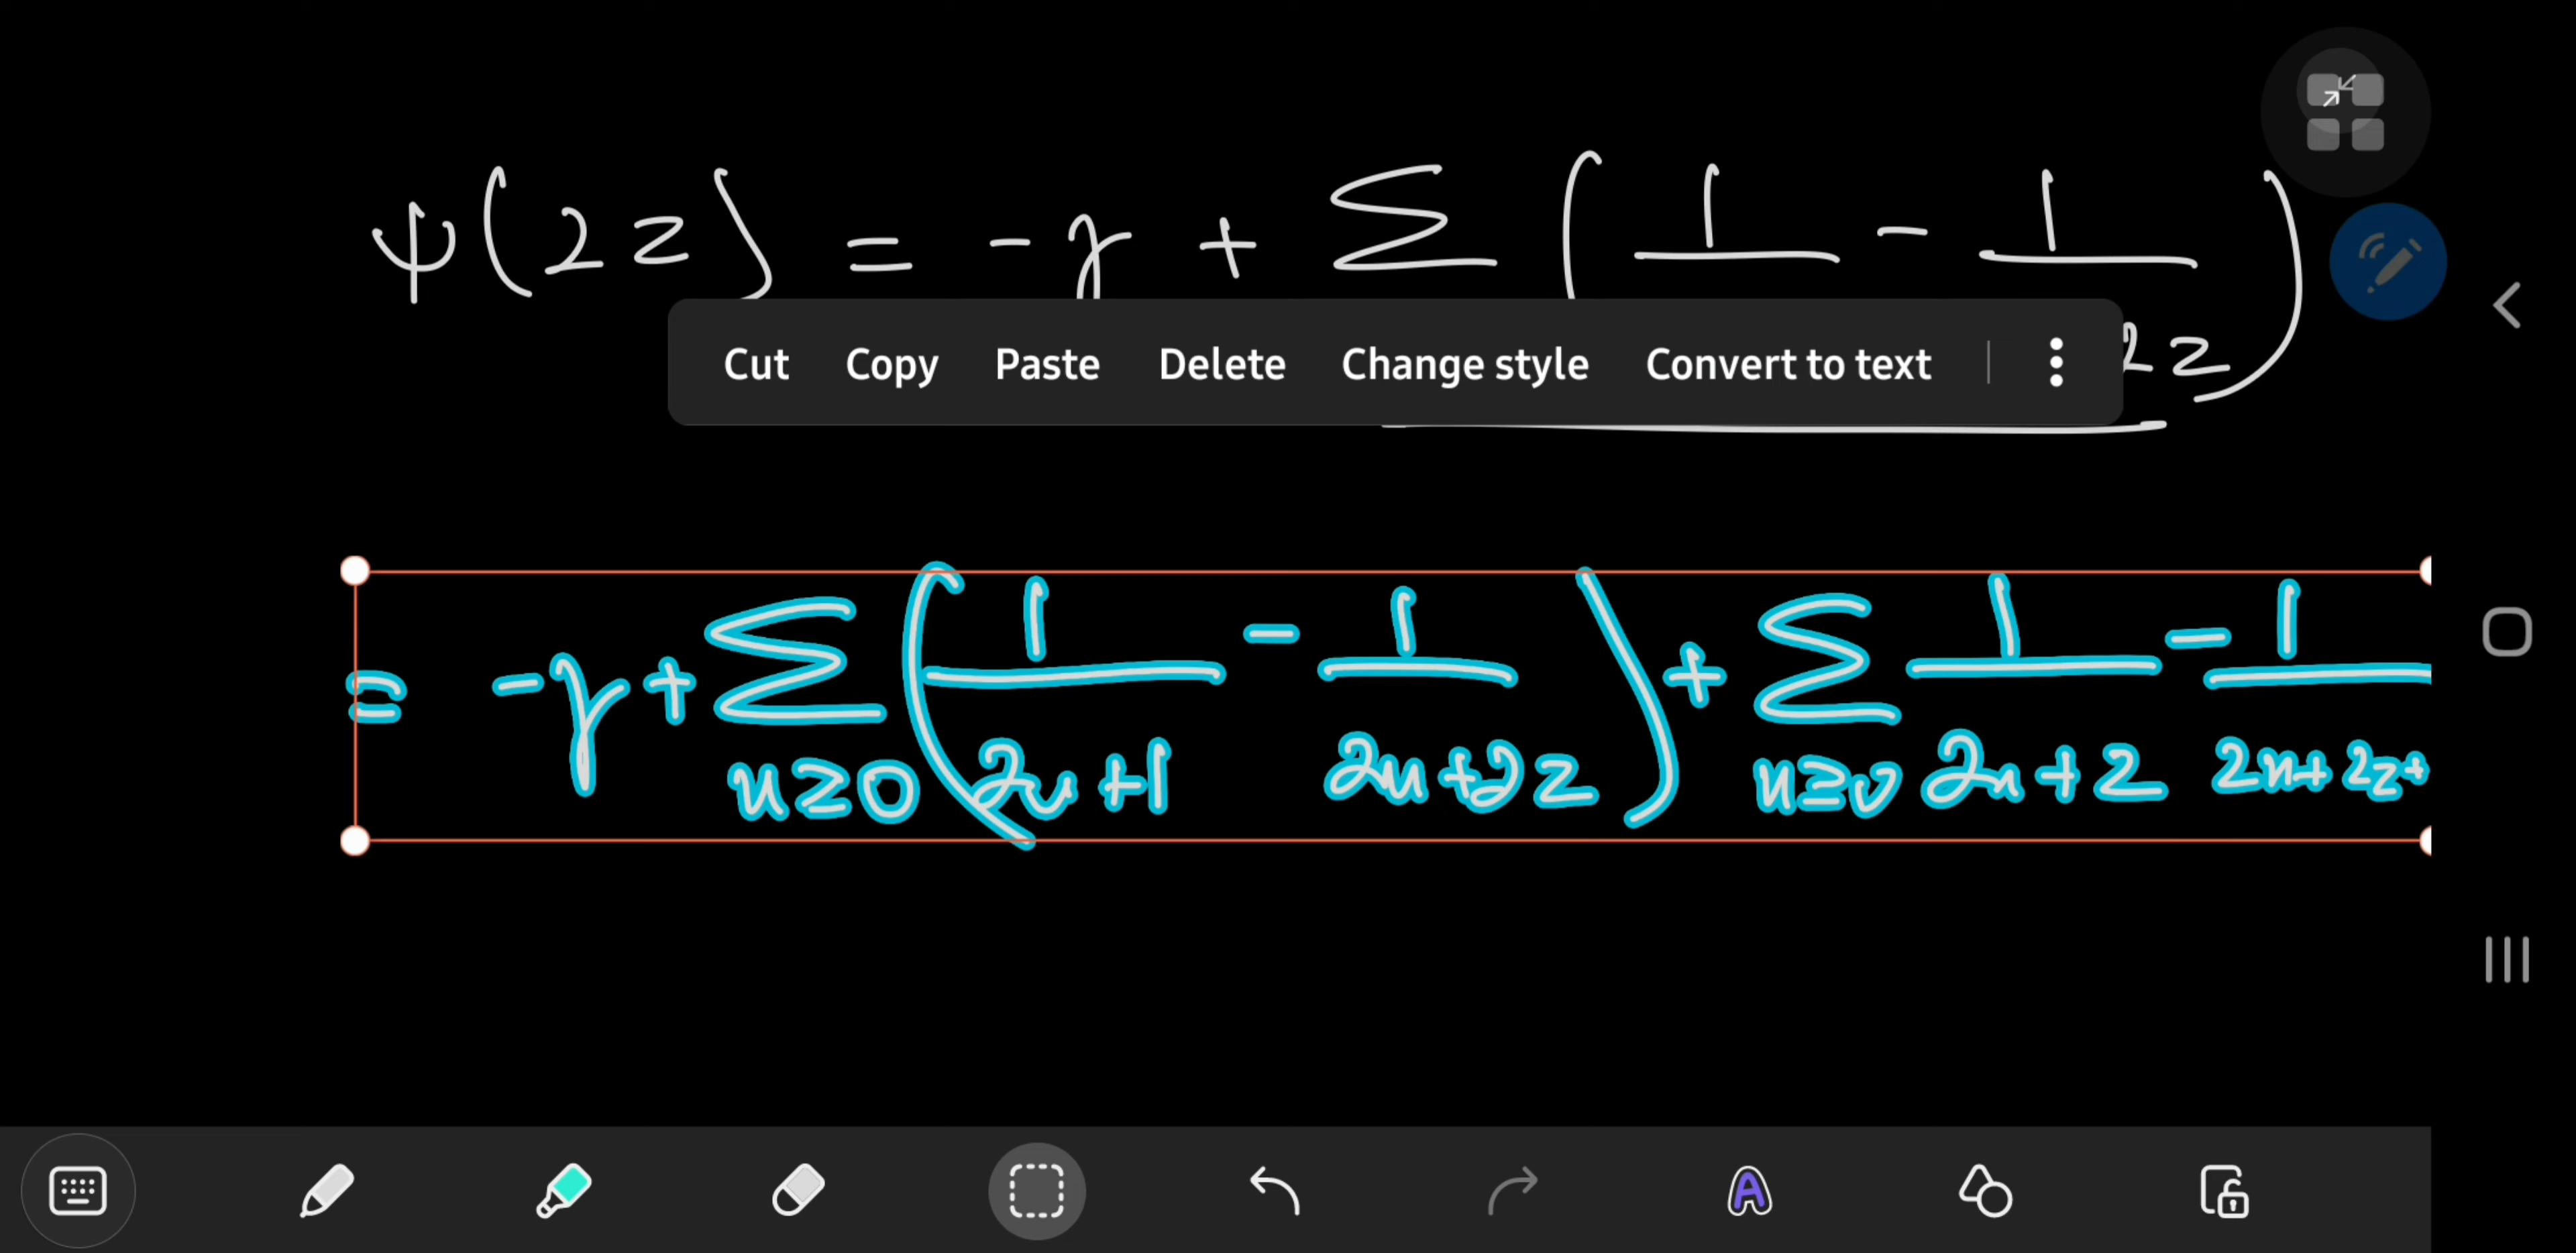 ψ(2z) = -γ + Σ ( 1 - 1 )
2z
Cut Copy Paste Delete Change style Convert to text
= -γ + Σ ( 1 - 1 ) + Σ 1 - 1
n≥0 2n+1 2n+2z n≥0 2n+2 2n+2z+
A